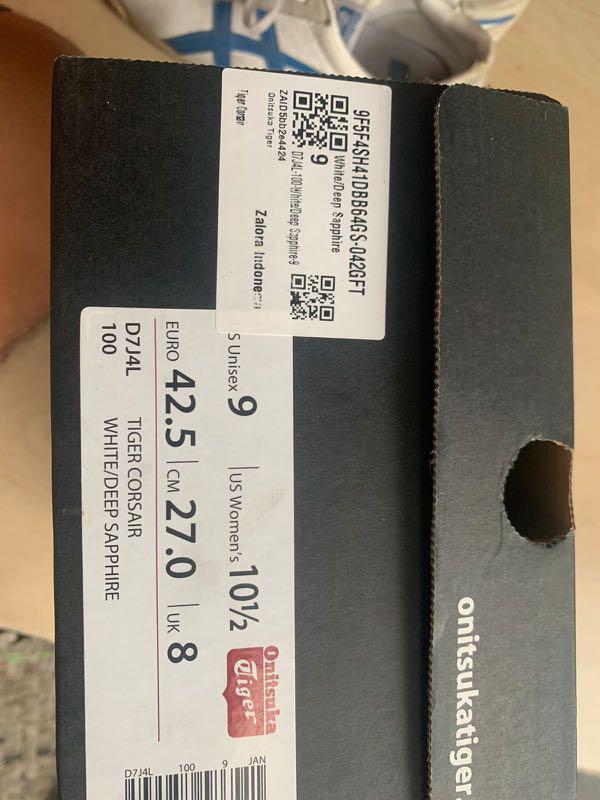 9F5F4SH41DBB64GS-042GFT
White/Deep Sapphire
9
D7J4L-100-White/Deep Sapphire-9
ZAID5bb2e4424
Onitsuka Tiger
Zalora Indonesia
Tiger Corsair
S Unisex 9 | US Women's 10½
EURO 42.5 | CM 27.0 | UK 8
D7J4L TIGER CORSAIR
100 WHITE/DEEP SAPPHIRE
Onitsuka
Tiger
D7J4L 100 9 JAN
onitsukatiger